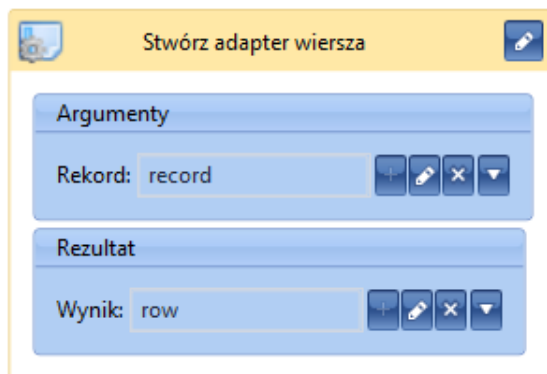 Stwórz adapter wiersza
Argumenty
Rekord: record
Rezultat
Wynik: row